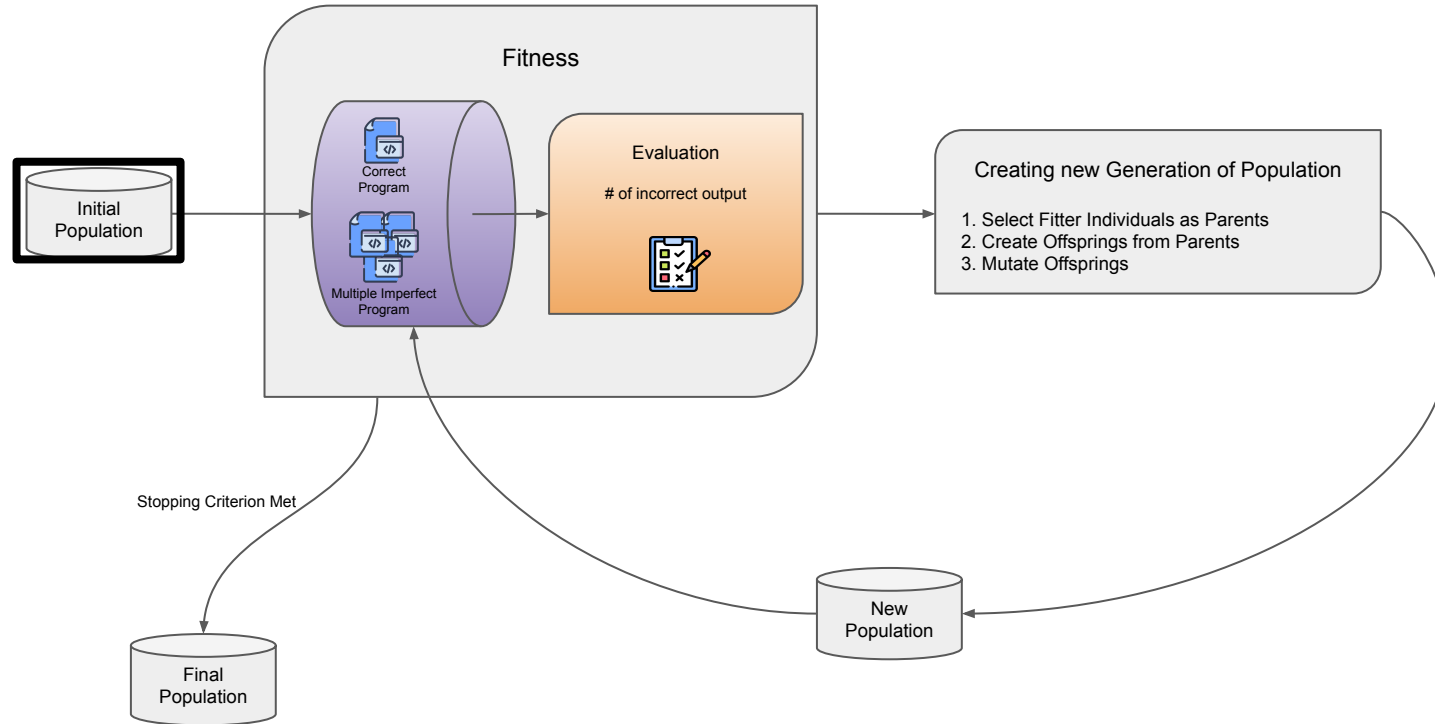 Fitness
Initial
Population
Correct
Program
Multiple Imperfect
Program
Evaluation
# of incorrect output
Creating new Generation of Population
1. Select Fitter Individuals as Parents
2. Create Offsprings from Parents
3. Mutate Offsprings
Stopping Criterion Met
New
Population
Final
Population